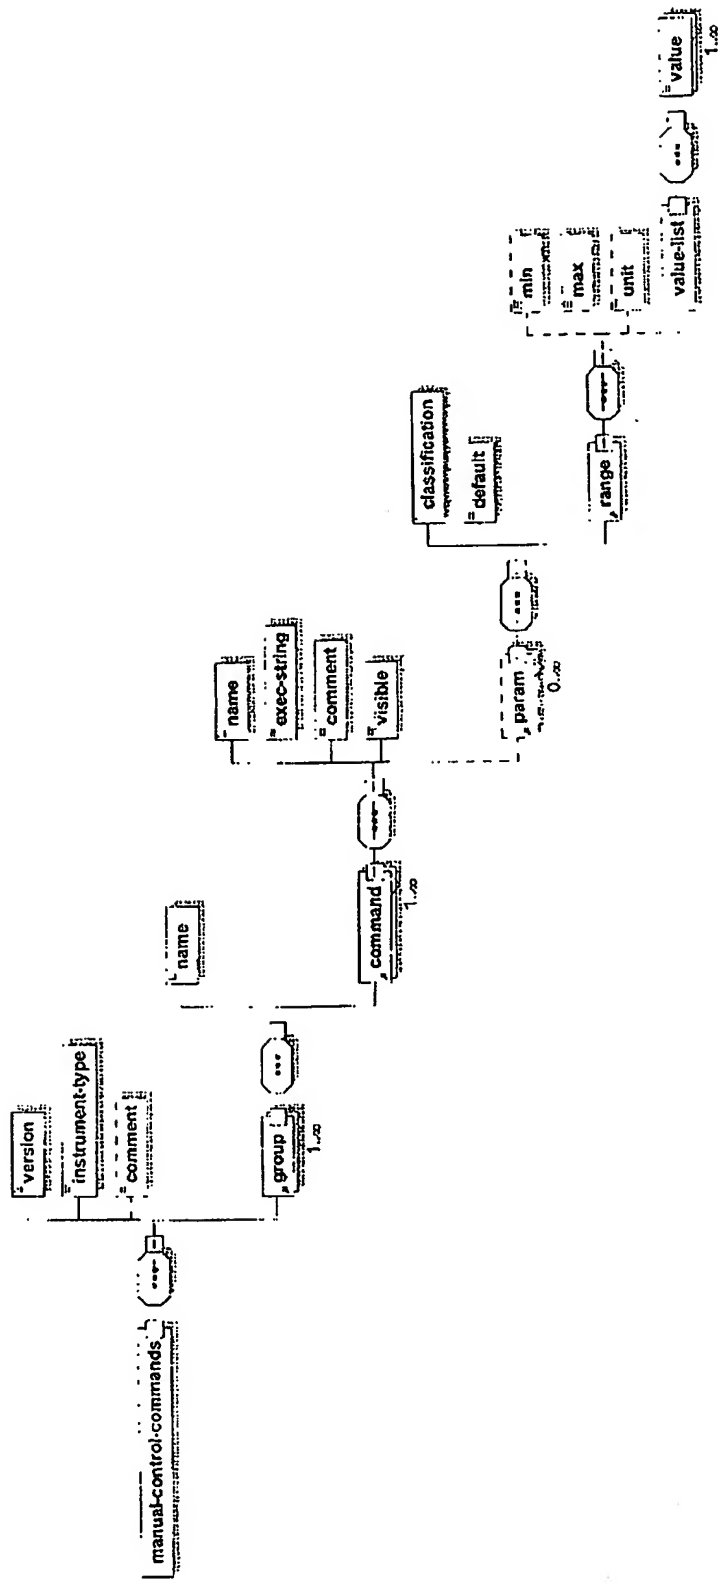 manual-control-commands
version
instrument-type
comment
group
1..∞
name
command
1..∞
name
exec-string
comment
visible
param
0..∞
classification
default
range
min
max
unit
value-list
value
1..∞